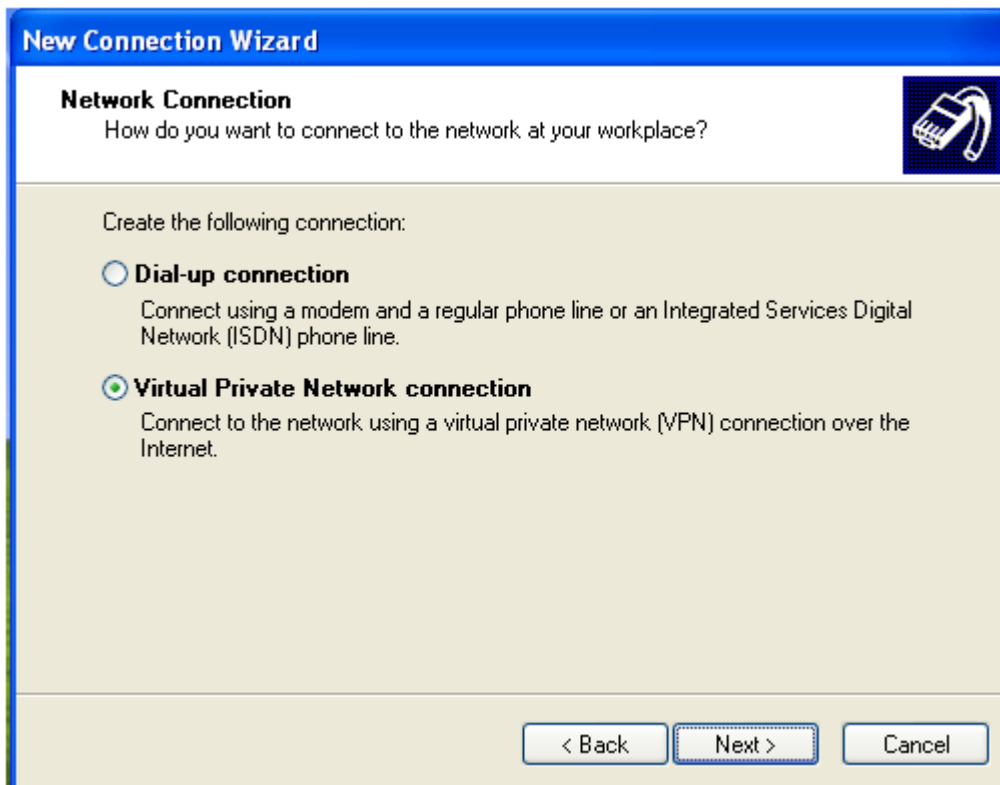 New Connection Wizard
Network Connection
How do you want to connect to the network at your workplace?
Create the following connection:
Dial-up connection
Connect using a modem and a regular phone line or an Integrated Services Digital
Network (ISDN) phone line.
Virtual Private Network connection
Connect to the network using a virtual private network (VPN) connection over the
Internet.
< Back
Next >
Cancel